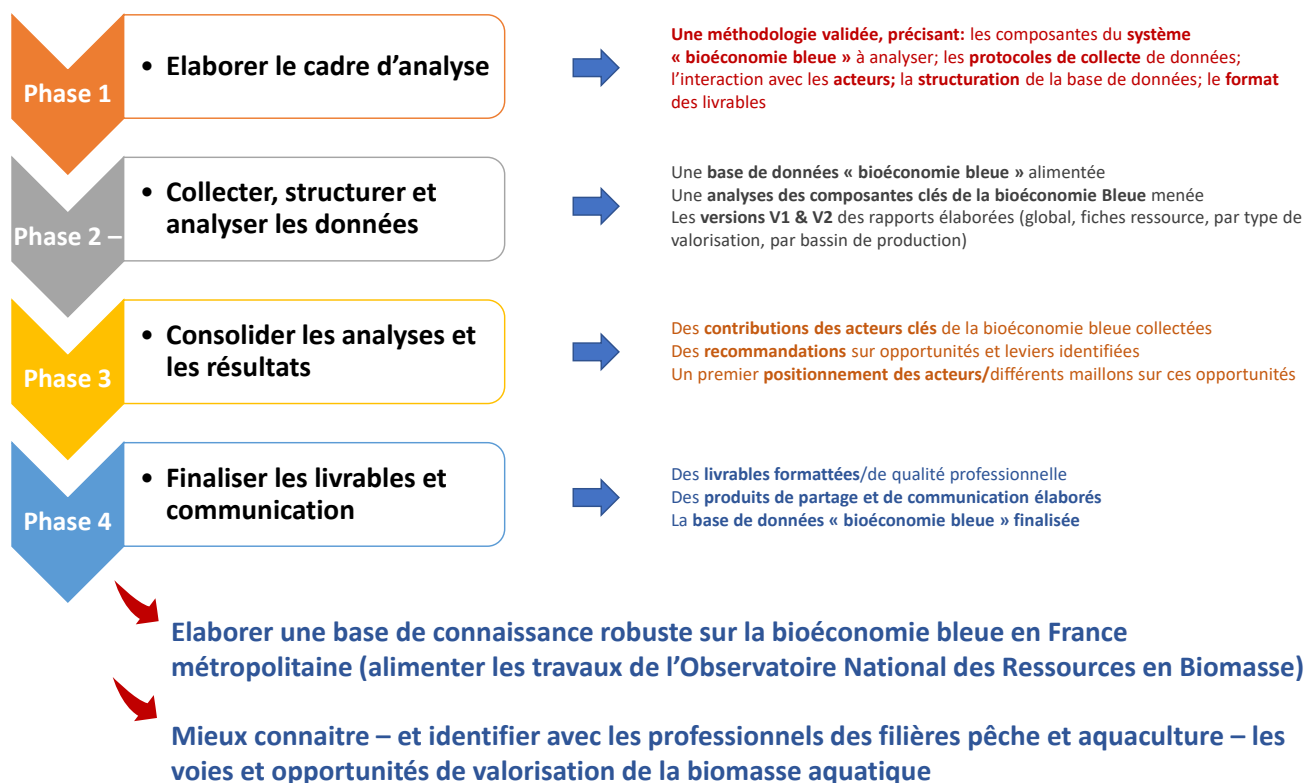 Phase 1
• Elaborer le cadre d'analyse
Une méthodologie validée, précisant: les composantes du système
« bioéconomie bleue » à analyser; les protocoles de collecte de données;
l'interaction avec les acteurs; la structuration de la base de données; le format
des livrables
Phase 2 –
• Collecter, structurer et
analyser les données
Une base de données « bioéconomie bleue » alimentée
Une analyses des composantes clés de la bioéconomie Bleue menée
Les versions V1 & V2 des rapports élaborées (global, fiches ressource, par type de
valorisation, par bassin de production)
Phase 3
• Consolider les analyses et
les résultats
Des contributions des acteurs clés de la bioéconomie bleue collectées
Des recommandations sur opportunités et leviers identifiées
Un premier positionnement des acteurs/différents maillons sur ces opportunités
Phase 4
• Finaliser les livrables et
communication
Des livrables formattées/de qualité professionnelle
Des produits de partage et de communication élaborés
La base de données « bioéconomie bleue » finalisée
Elaborer une base de connaissance robuste sur la bioéconomie bleue en France
métropolitaine (alimenter les travaux de l'Observatoire National des Ressources en Biomasse)
Mieux connaitre – et identifier avec les professionnels des filières pêche et aquaculture – les
voies et opportunités de valorisation de la biomasse aquatique